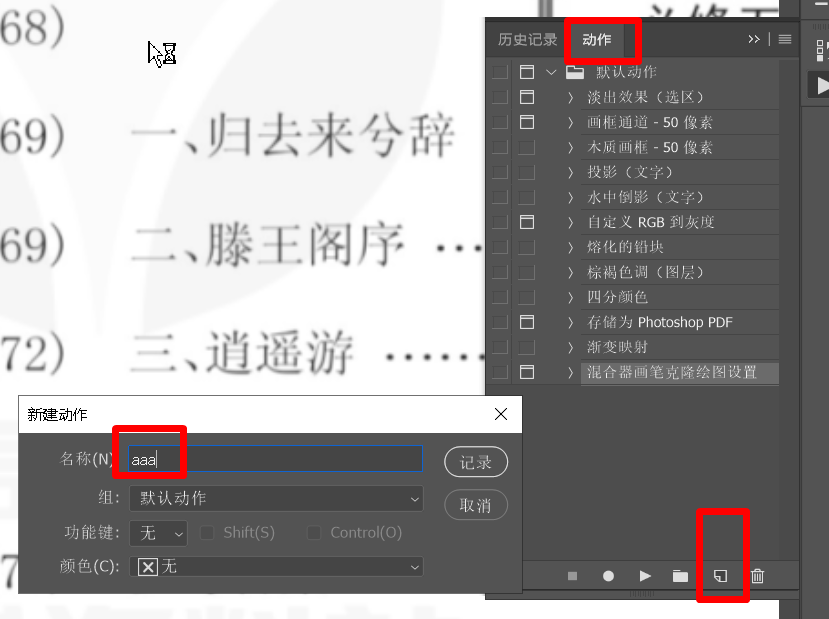 68)
69) 一、归去来兮辞
69) 二、滕王阁序 …
72) 三、逍遥游 ……
历史记录 动作
默认动作
淡出效果（选区）
画框通道 - 50 像素
木质画框 - 50 像素
投影（文字）
水中倒影（文字）
自定义 RGB 到灰度
熔化的铅块
棕褐色调（图层）
四分颜色
存储为 Photoshop PDF
渐变映射
混合器画笔克隆绘图设置
新建动作
名称(N) aaa
记录
组: 默认动作
取消
功能键: 无 Shift(S) Control(O)
颜色(C): 无